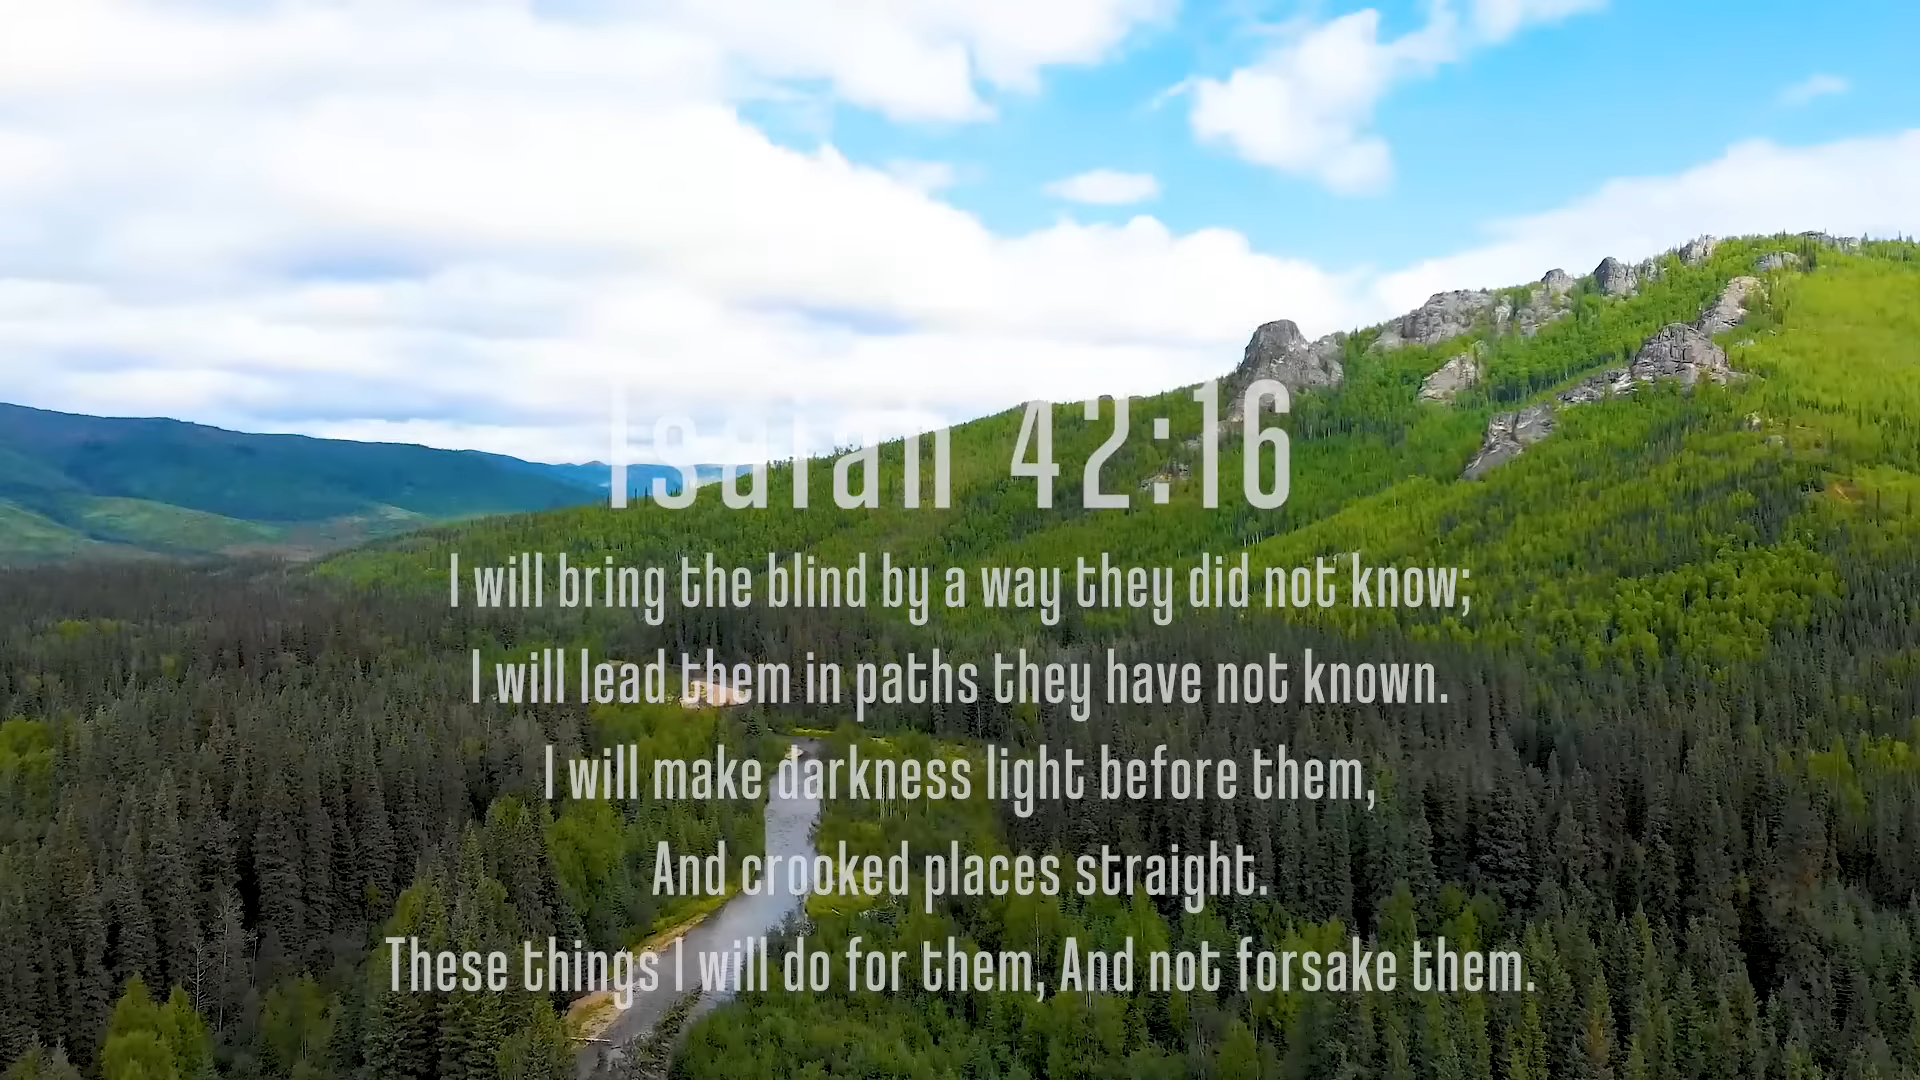 Isaiah 42:16
I will bring the blind by a way they did not know;
I will lead them in paths they have not known.
I will make darkness light before them,
And crooked places straight.
These things I will do for them, And not forsake them.